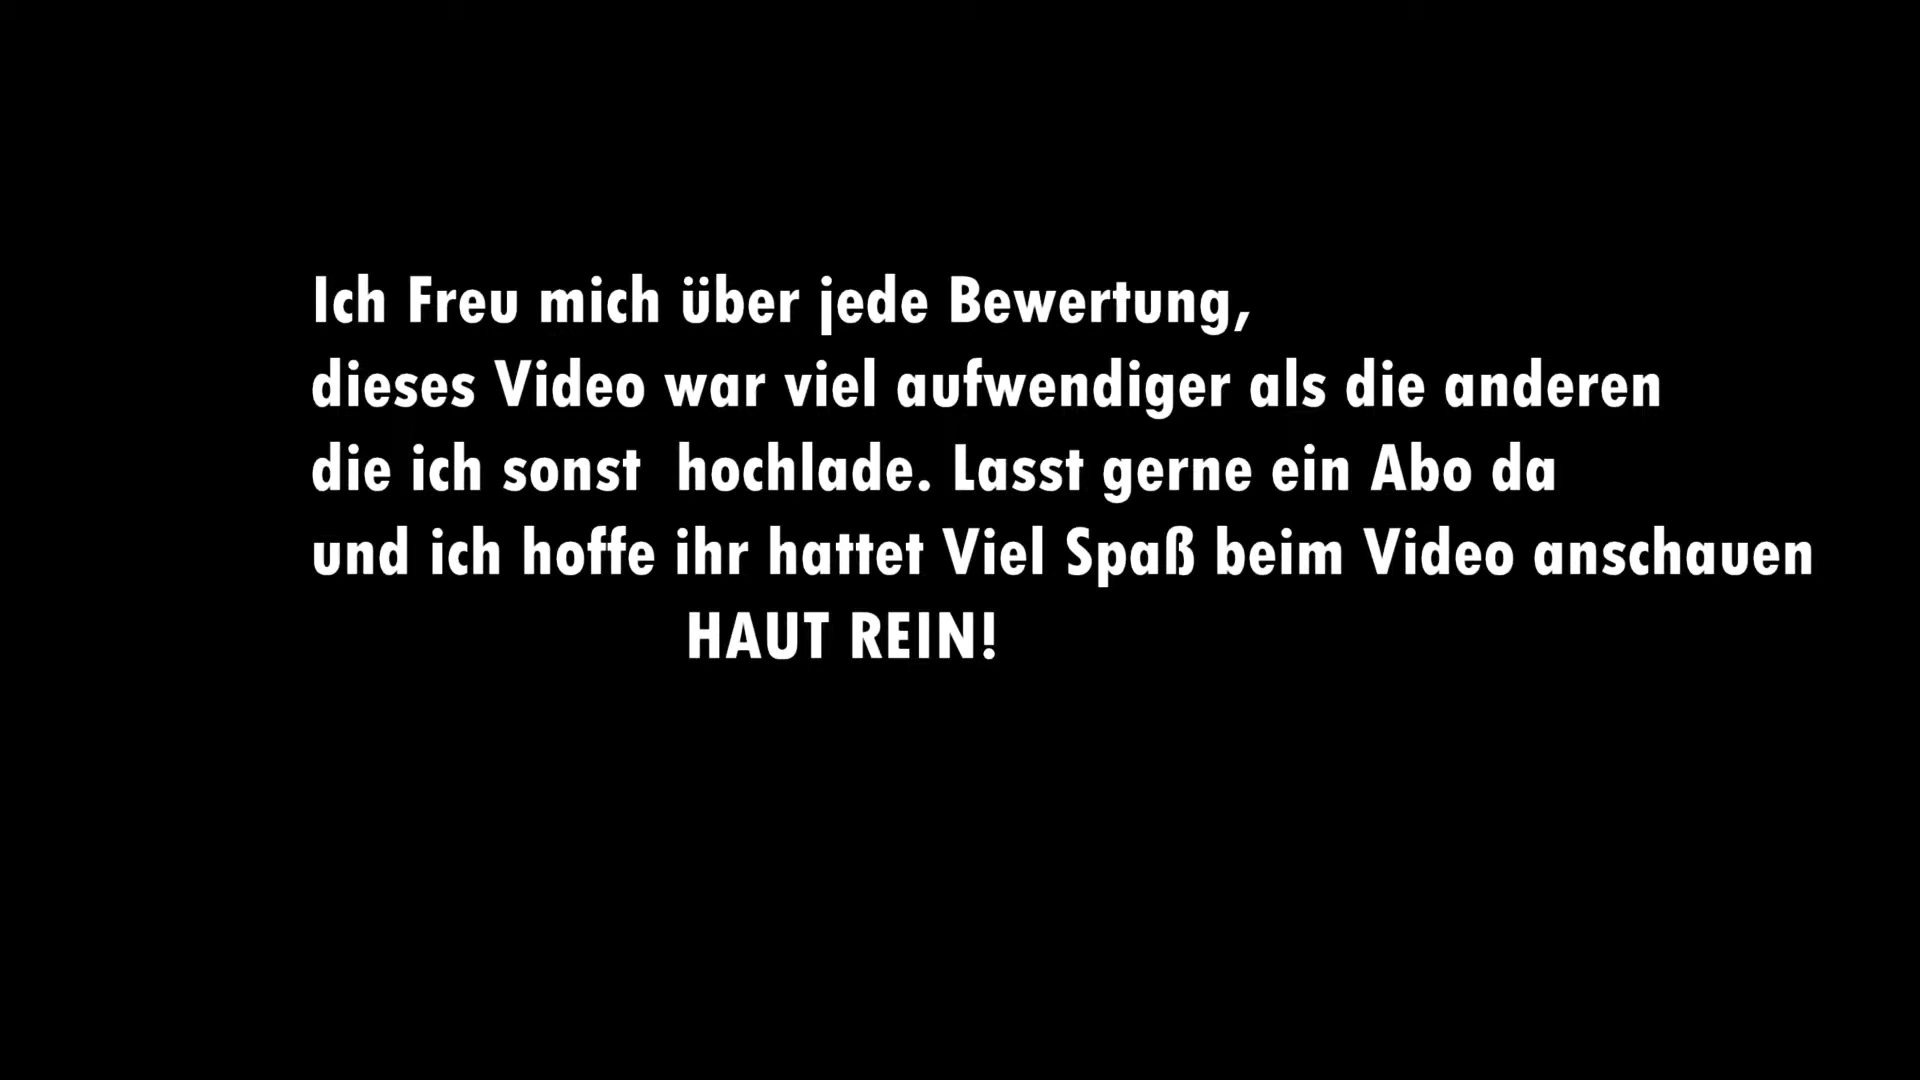 Ich Freu mich über jede Bewertung,
dieses Video war viel aufwendiger als die anderen
die ich sonst  hochlade. Lasst gerne ein Abo da
und ich hoffe ihr hattet Viel Spaß beim Video anschauen
HAUT REIN!